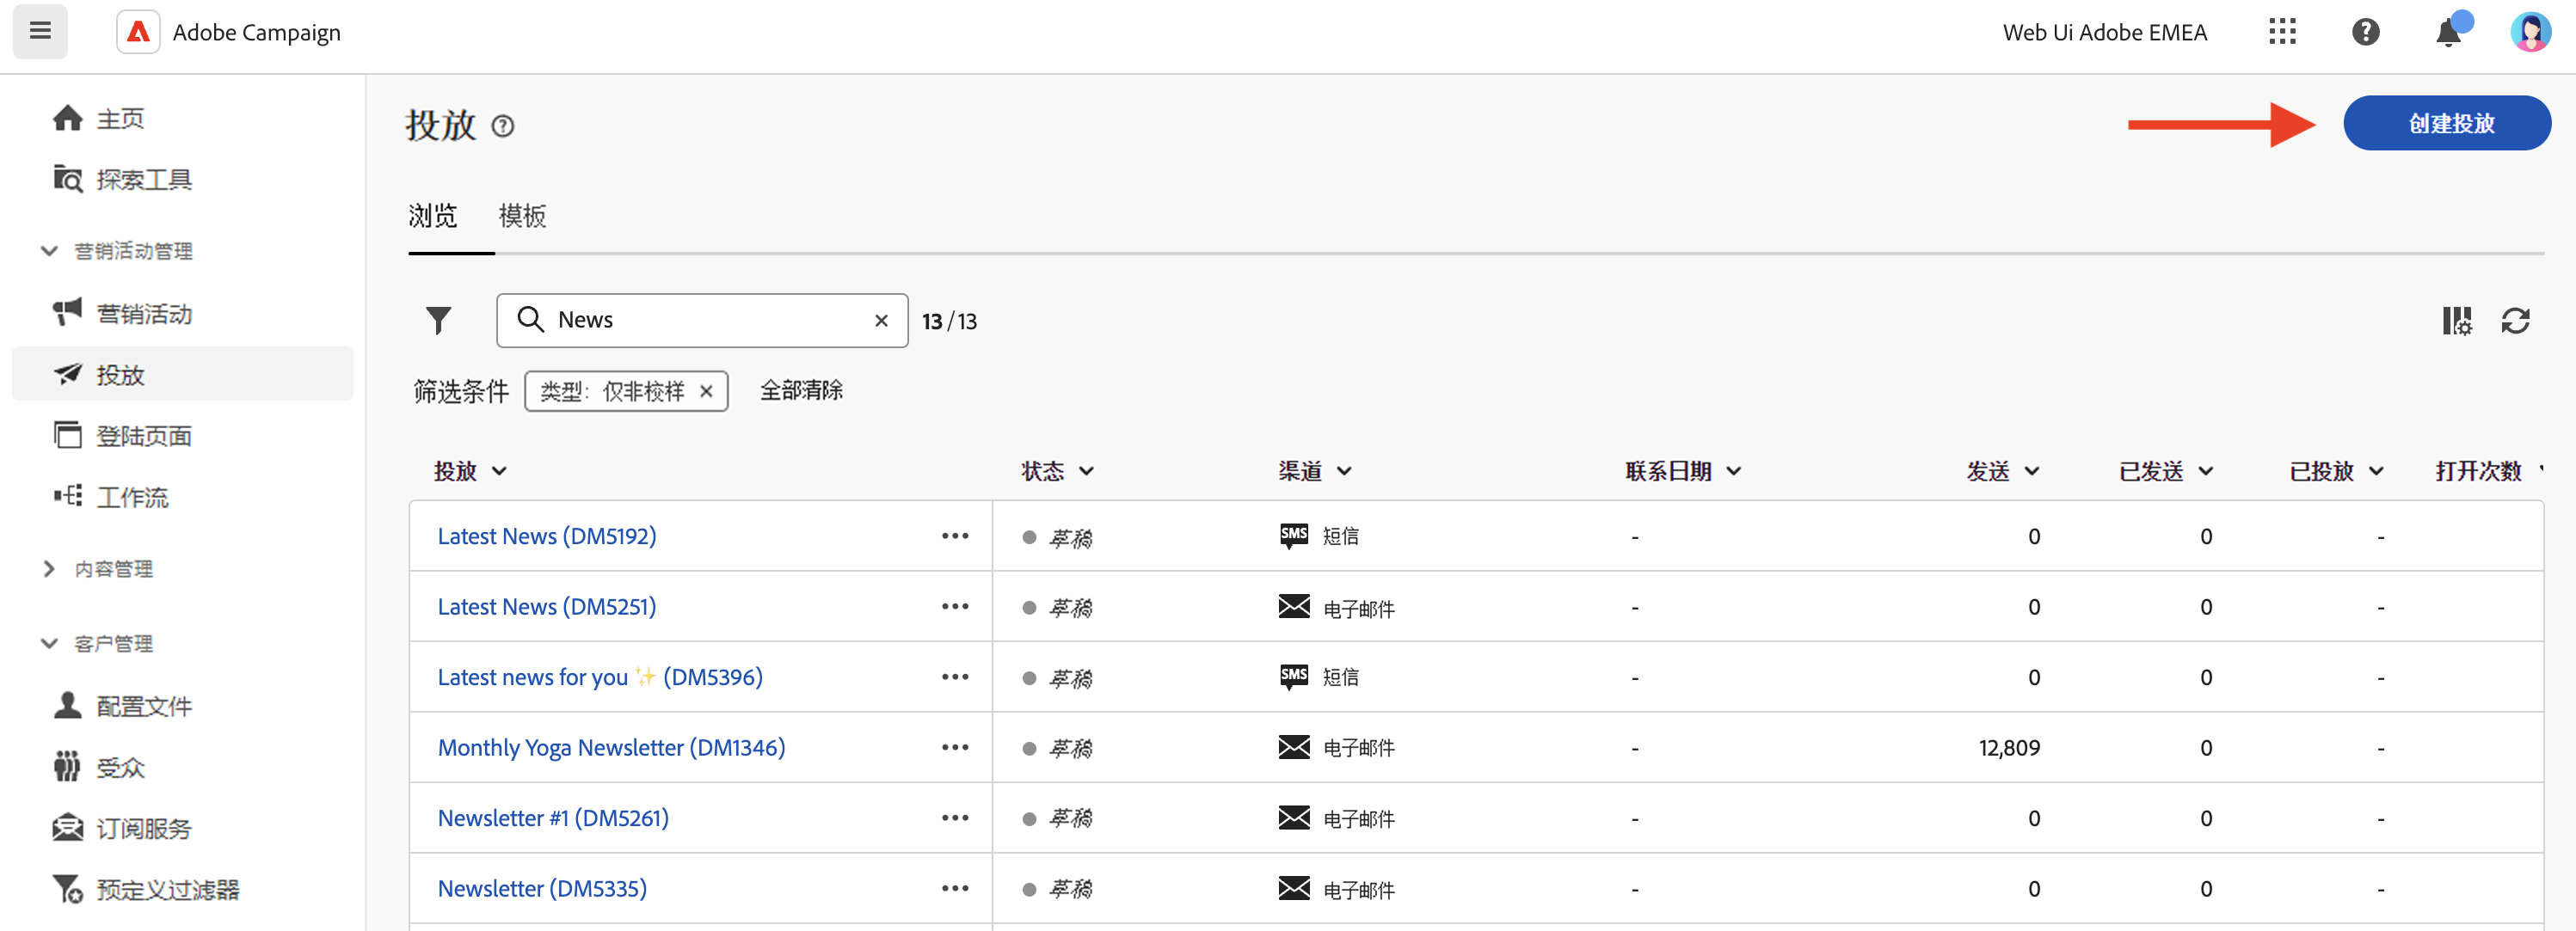 Adobe Campaign
Web Ui Adobe EMEA
主页
探索工具
营销活动管理
营销活动
投放
登陆页面
工作流
内容管理
客户管理
配置文件
受众
订阅服务
预定义过滤器
投放
创建投放
浏览 模板
News 13/13
筛选条件 类型：仅非校样 全部清除
投放 状态 渠道 联系日期 发送 已发送 已投放 打开次数
Latest News (DM5192) 草稿 SMS 短信 - 0 0 -
Latest News (DM5251) 草稿 电子邮件 - 0 0 -
Latest news for you ✨ (DM5396) 草稿 SMS 短信 - 0 0 -
Monthly Yoga Newsletter (DM1346) 草稿 电子邮件 - 12,809 0 -
Newsletter #1 (DM5261) 草稿 电子邮件 - 0 0 -
Newsletter (DM5335) 草稿 电子邮件 - 0 0 -